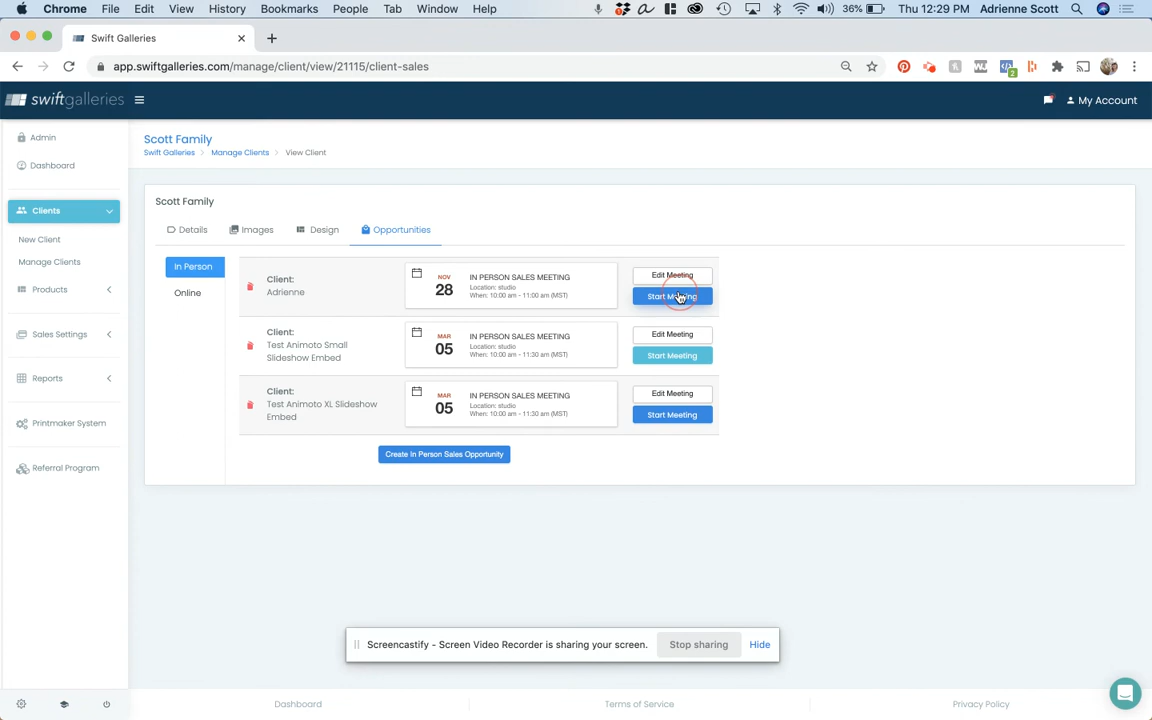 Chrome File Edit View History Bookmarks People Tab Window Help 36% Thu 12:29 PM Adrienne Scott
Swift Galleries
app.swiftgalleries.com/manage/client/view/21115/client-sales
2
swiftgalleries
My Account
Admin
Dashboard
Clients
New Client
Manage Clients
Products
Sales Settings
Reports
Printmaker System
Referral Program
Scott Family
Swift Galleries > Manage Clients > View Client
Scott Family
Details Images Design Opportunities
In Person
Online
Client:
Adrienne
NOV
28
IN PERSON SALES MEETING
Location: studio
When: 10:00 am - 11:00 am (MST)
Edit Meeting
Start Meeting
Client:
Test Animoto Small
Slideshow Embed
MAR
05
IN PERSON SALES MEETING
Location: studio
When: 10:00 am - 11:30 am (MST)
Edit Meeting
Start Meeting
Client:
Test Animoto XL Slideshow
Embed
MAR
05
IN PERSON SALES MEETING
Location: studio
When: 10:00 am - 11:30 am (MST)
Edit Meeting
Start Meeting
Create In Person Sales Opportunity
Screencastify - Screen Video Recorder is sharing your screen. Stop sharing Hide
Dashboard Terms of Service Privacy Policy